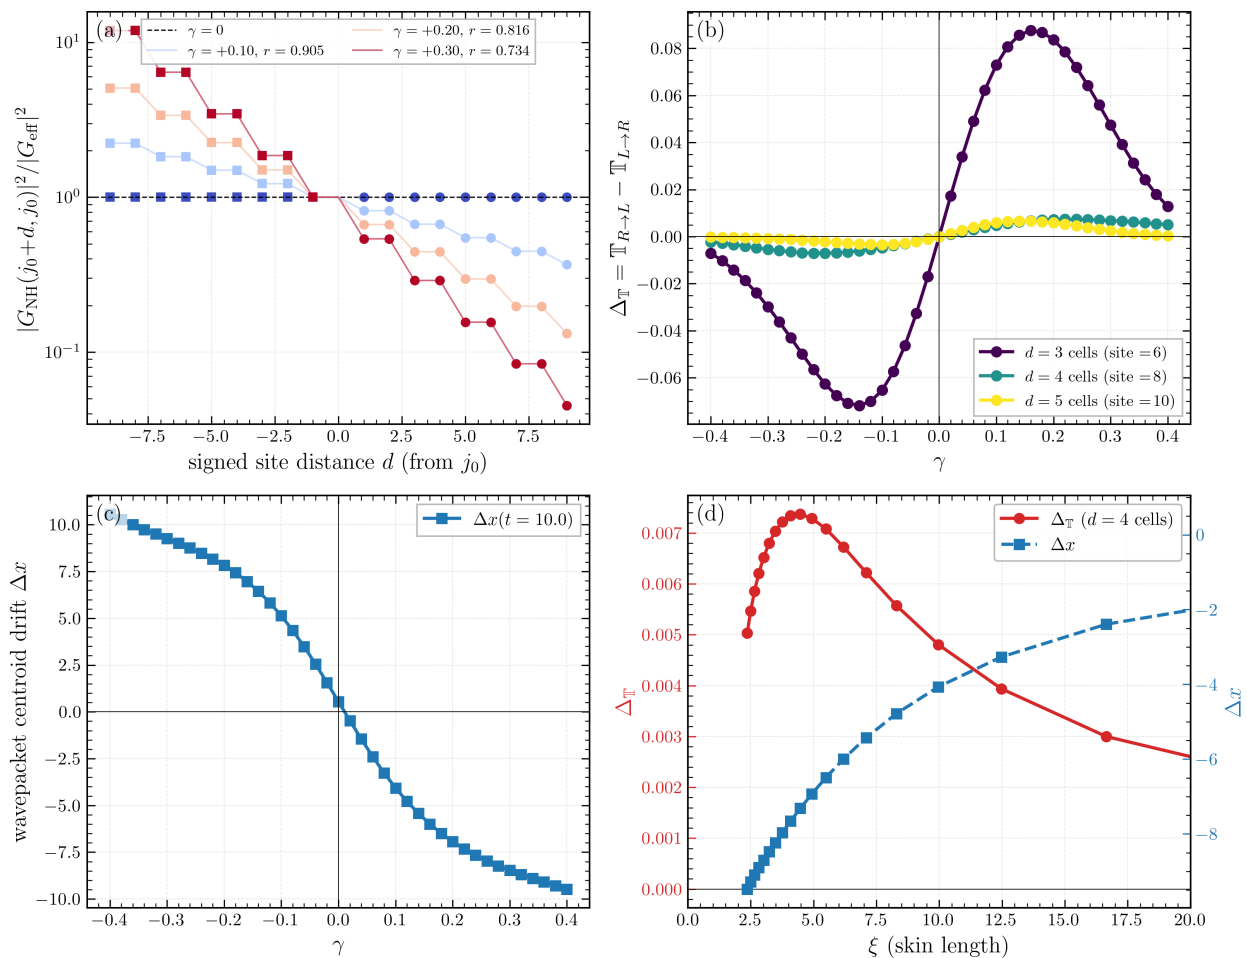 (a)
γ = 0
γ = +0.10, r = 0.905
γ = +0.20, r = 0.816
γ = +0.30, r = 0.734
10¹
10⁰
10⁻¹
|G_NH(j₀+d, j₀)|²/|G_eff|²
−7.5 −5.0 −2.5 0.0 2.5 5.0 7.5
signed site distance d (from j₀)
(b)
0.08
0.06
0.04
0.02
0.00
−0.02
−0.04
−0.06
Δ_𝕋 = 𝕋_{R→L} − 𝕋_{L→R}
d = 3 cells (site =6)
d = 4 cells (site =8)
d = 5 cells (site =10)
−0.4 −0.3 −0.2 −0.1 0.0 0.1 0.2 0.3 0.4
γ
(c)
Δx(t = 10.0)
10.0
7.5
5.0
2.5
0.0
−2.5
−5.0
−7.5
−10.0
wavepacket centroid drift Δx
−0.4 −0.3 −0.2 −0.1 0.0 0.1 0.2 0.3 0.4
γ
(d)
Δ_𝕋 (d = 4 cells)
Δx
0.007
0.006
0.005
0.004
0.003
0.002
0.001
0.000
Δ_𝕋
0
−2
−4
−6
−8
Δx
0.0 2.5 5.0 7.5 10.0 12.5 15.0 17.5 20.0
ξ (skin length)